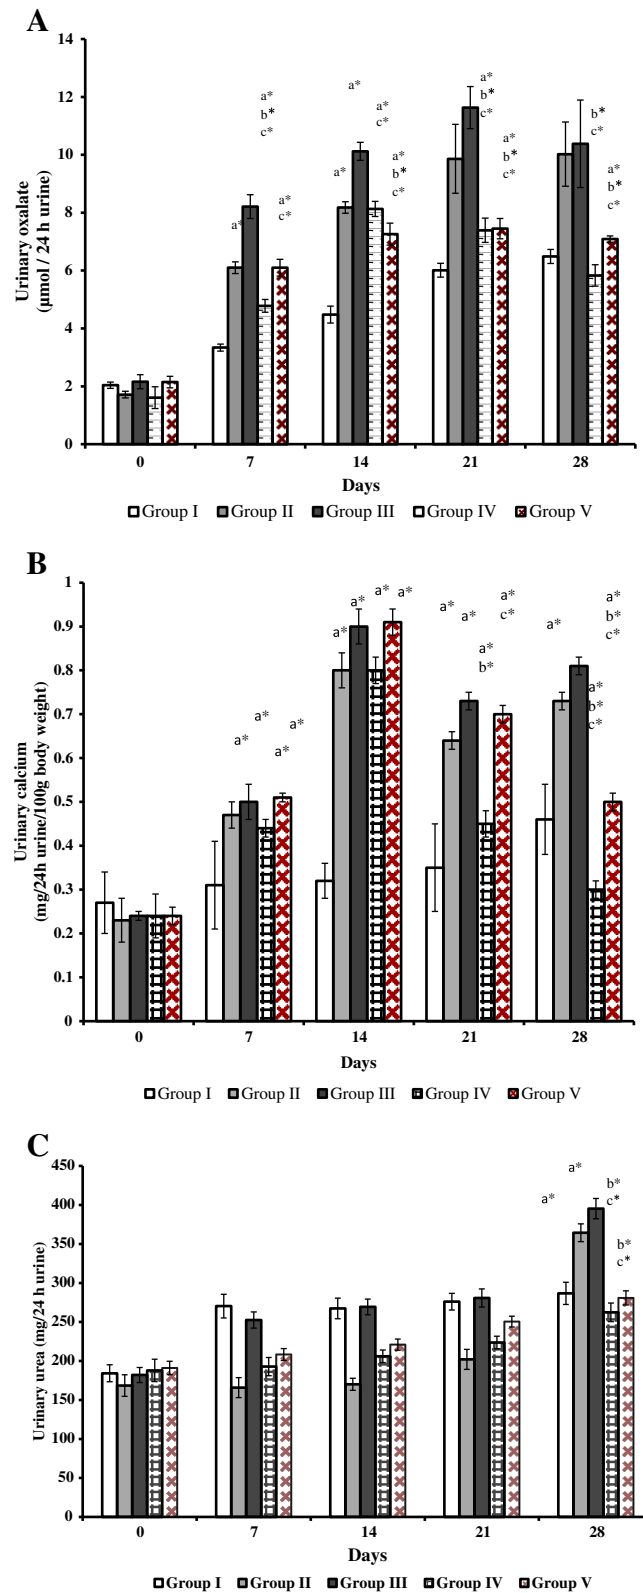 A
14
12
10
8
6
4
2
0
Urinary oxalate
(μmol / 24 h urine)
a*
a*
b*
c*
a*
c*
a*
a*
a*
c*
a*
b*
c*
a*
b*
c*
a*
b*
c*
b*
c*
a*
b*
c*
0 7 14 21 28
Days
Group I Group II Group III Group IV Group V
B
1
0.9
0.8
0.7
0.6
0.5
0.4
0.3
0.2
0.1
0
Urinary calcium
(mg/24h urine/100g body weight)
a*
a*
a*
a*
a*
a*
a*
a*
a*
a*
a*
b*
a*
c*
a*
a*
b*
c*
a*
b*
c*
0 7 14 21 28
Days
Group I Group II Group III Group IV Group V
C
450
400
350
300
250
200
150
100
50
0
Urinary urea (mg/24 h urine)
a*
a*
b*
c*
b*
c*
0 7 14 21 28
Days
Group I Group II Group III Group IV Group V